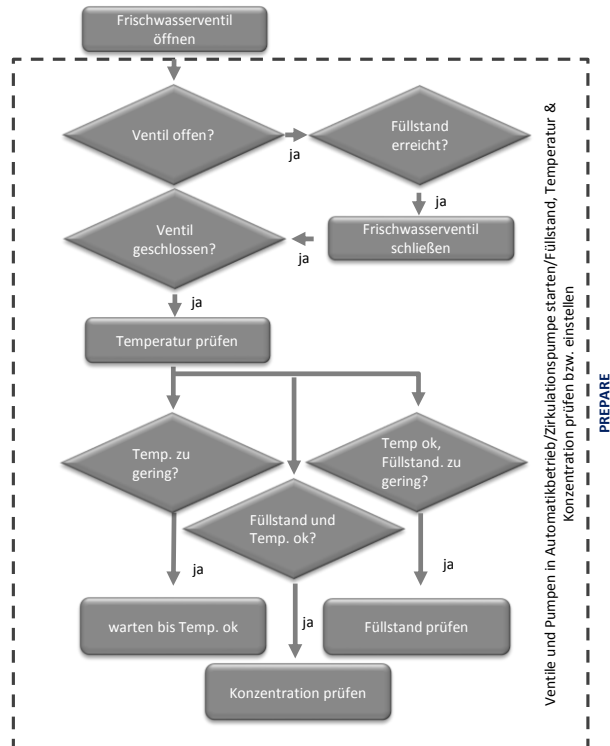 Frischwasserventil
öffnen
Ventil offen?
ja
Füllstand
erreicht?
ja
Frischwasserventil
schließen
ja
Ventil
geschlossen?
ja
Temperatur prüfen
Temp. zu
gering?
Füllstand und
Temp. ok?
Temp ok,
Füllstand. zu
gering?
ja
ja
ja
warten bis Temp. ok
Konzentration prüfen
Füllstand prüfen
Ventile und Pumpen in Automatikbetrieb/Zirkulationspumpe starten/Füllstand, Temperatur &
Konzentration prüfen bzw. einstellen
PREPARE